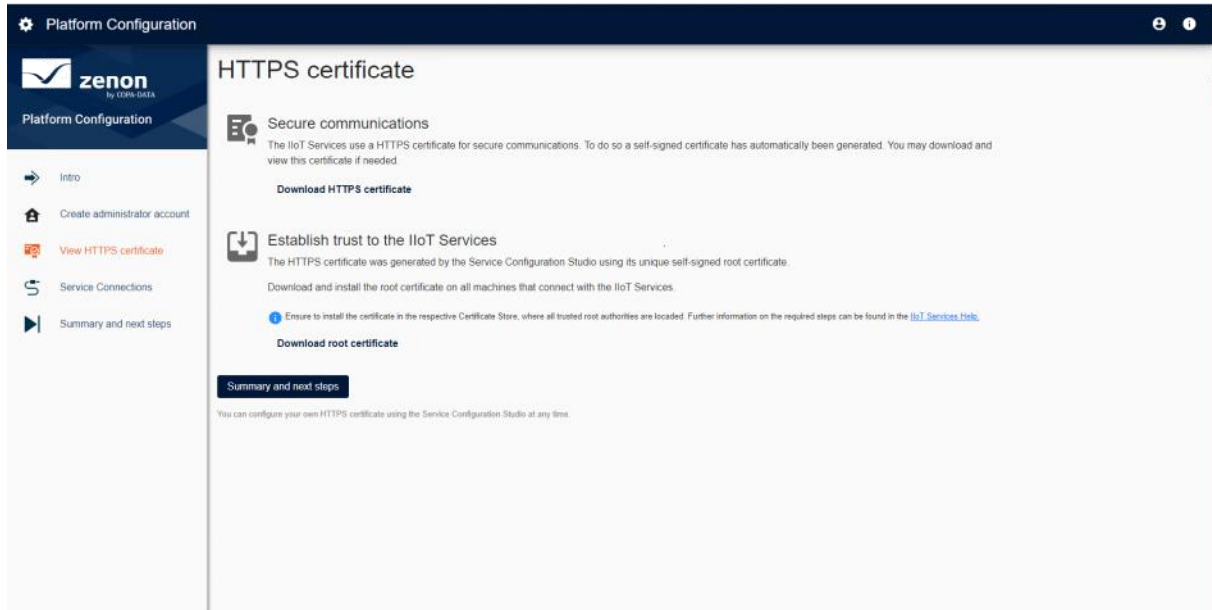 Platform Configuration
zenon
by COPA-DATA
Platform Configuration
Intro
Create administrator account
View HTTPS certificate
Service Connections
Summary and next steps
HTTPS certificate
Secure communications
The IIoT Services use a HTTPS certificate for secure communications. To do so a self-signed certificate has automatically been generated. You may download and
view this certificate if needed.
Download HTTPS certificate
Establish trust to the IIoT Services
The HTTPS certificate was generated by the Service Configuration Studio using its unique self-signed root certificate.
Download and install the root certificate on all machines that connect with the IIoT Services.
Ensure to install the certificate in the respective Certificate Store, where all trusted root authorities are locaded. Further information on the required steps can be found in the IIoT Services Help.
Download root certificate
Summary and next steps
You can configure your own HTTPS certificate using the Service Configuration Studio at any time.